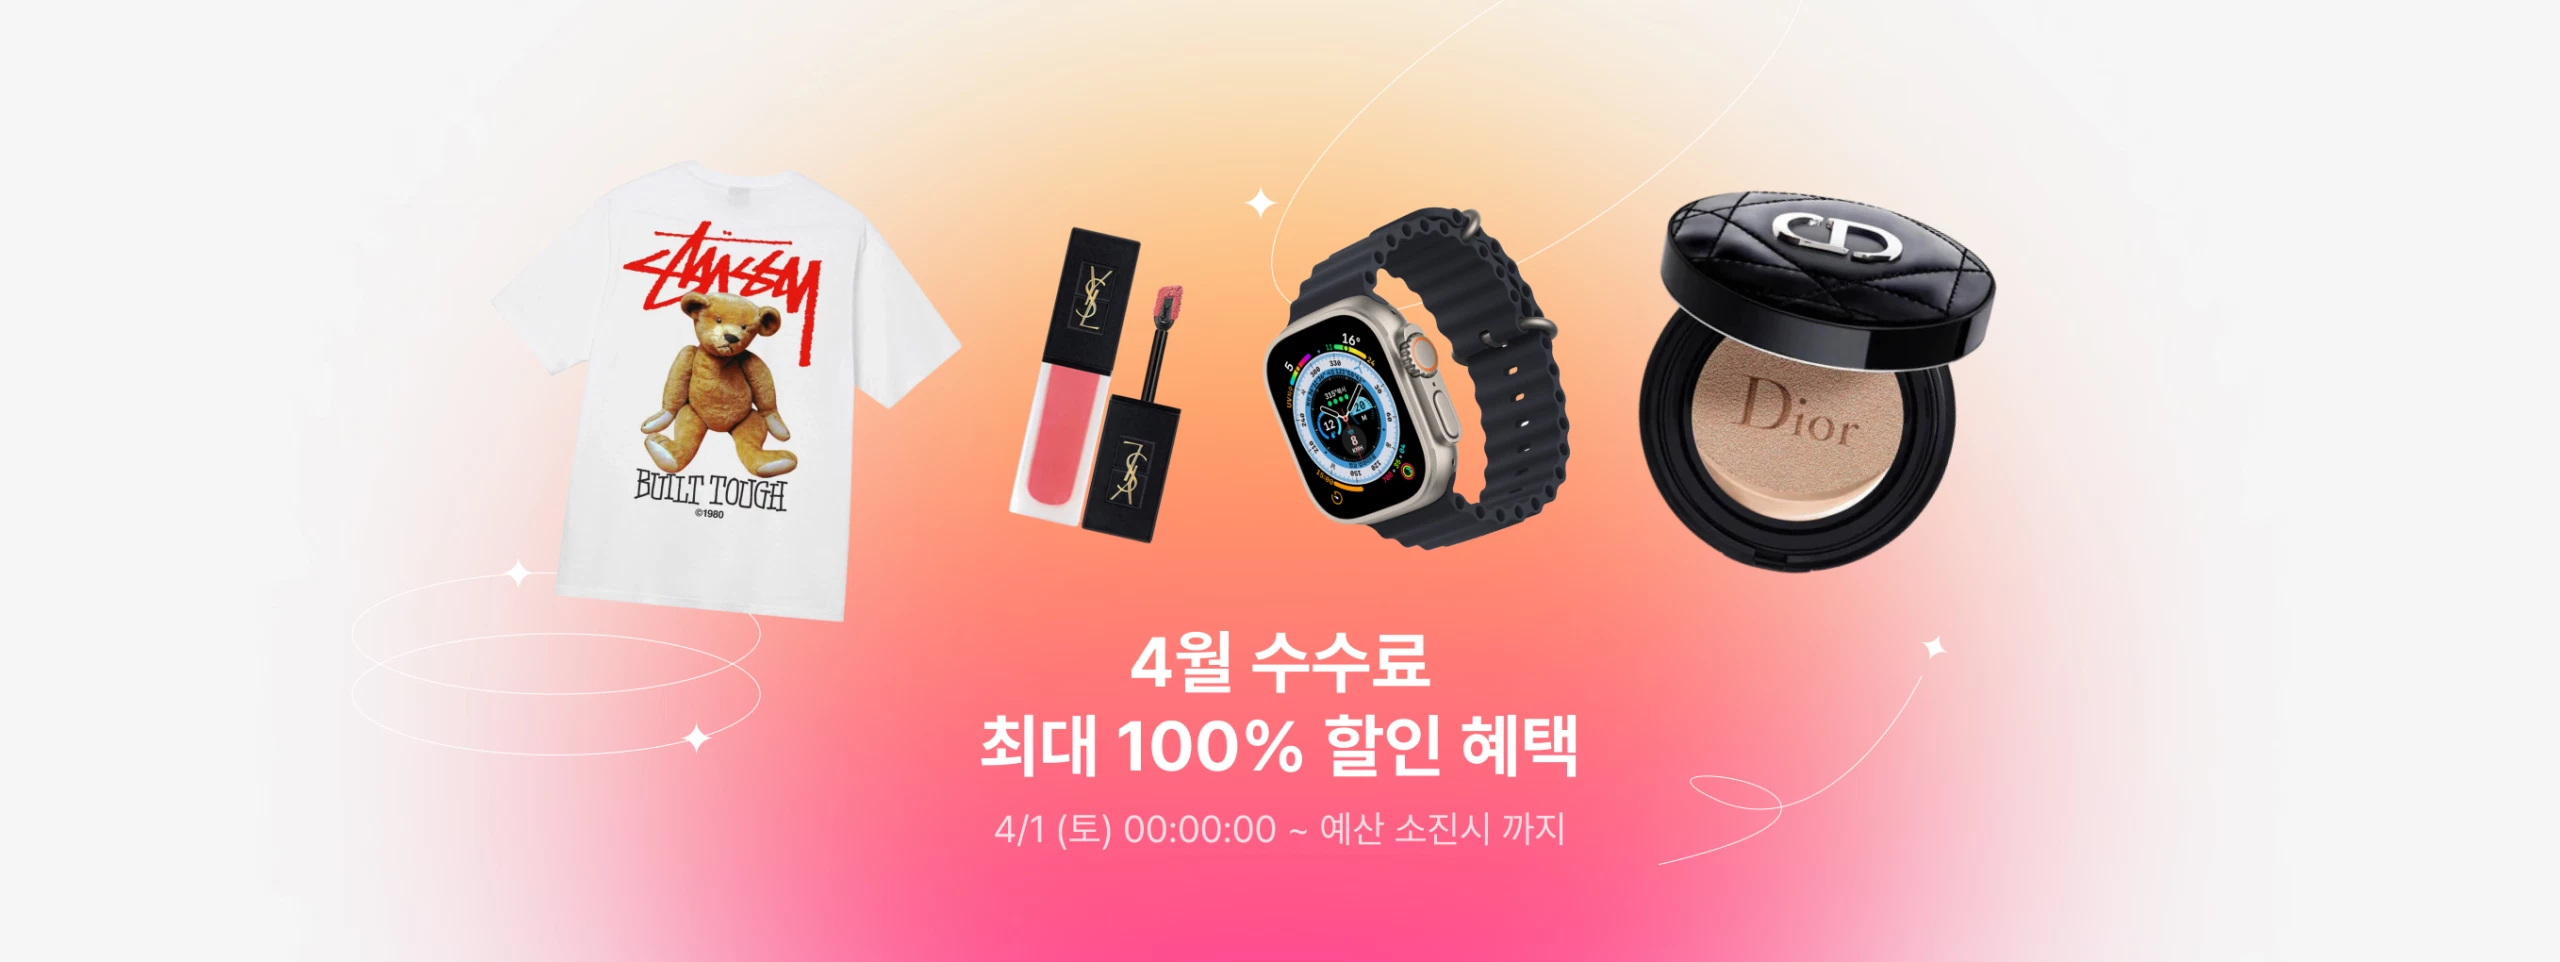 STÜSSY
BUILT TOUGH
©1980
YSL
YSL
CD
Dior
4월 수수료
최대 100% 할인 혜택
4/1 (토) 00:00:00 ~ 예산 소진시 까지